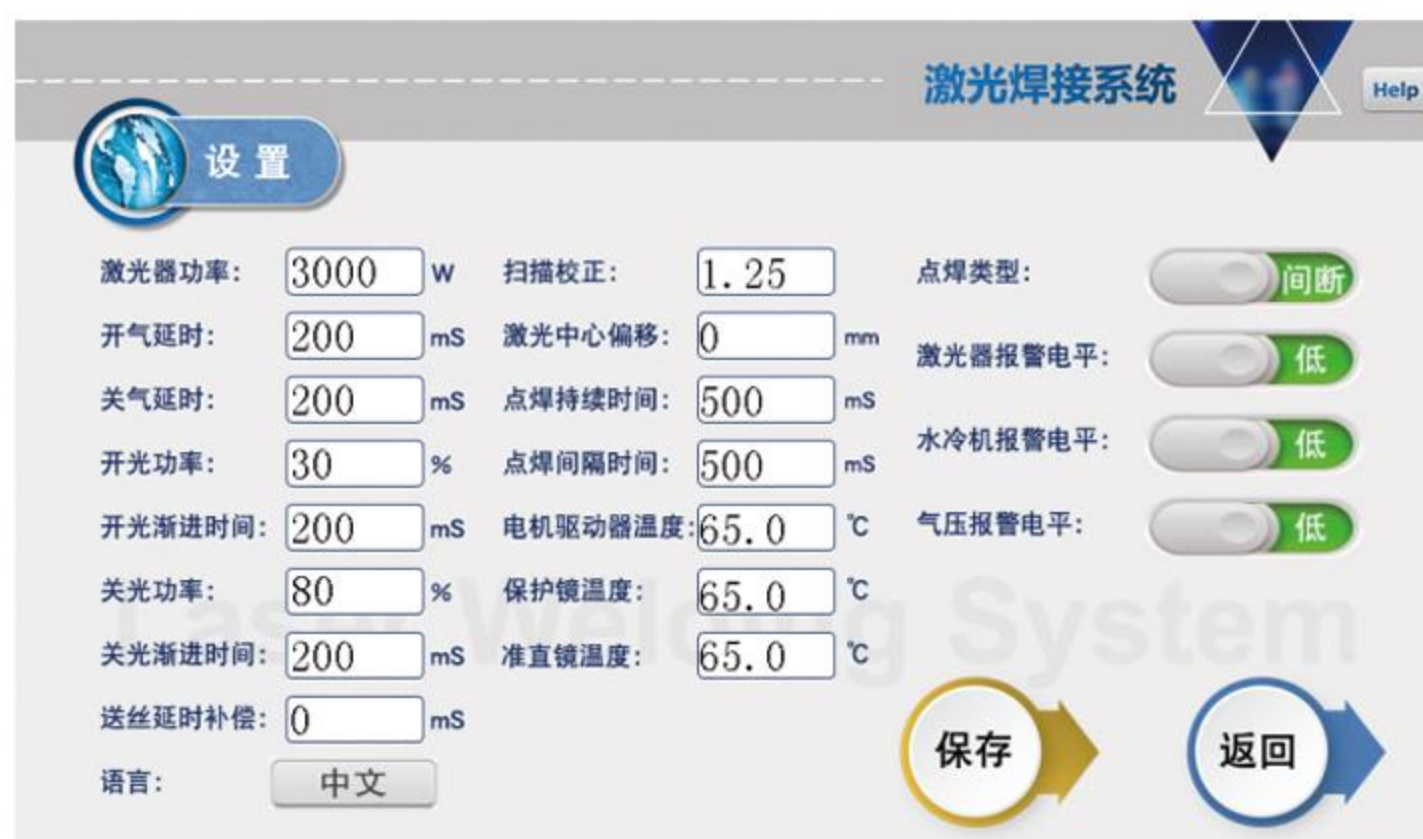 激光焊接系统
Help
设置
激光器功率: 3000 W 扫描校正: 1.25 点焊类型: 间断
开气延时: 200 mS 激光中心偏移: 0 mm 激光器报警电平: 低
关气延时: 200 mS 点焊持续时间: 500 mS
开光功率: 30 % 点焊间隔时间: 500 mS 水冷机报警电平: 低
开光渐进时间: 200 mS 电机驱动器温度: 65.0 ℃ 气压报警电平: 低
关光功率: 80 % 保护镜温度: 65.0 ℃
Laser Welding System
关光渐进时间: 200 mS 准直镜温度: 65.0 ℃
送丝延时补偿: 0 mS
语言: 中文
保存
返回